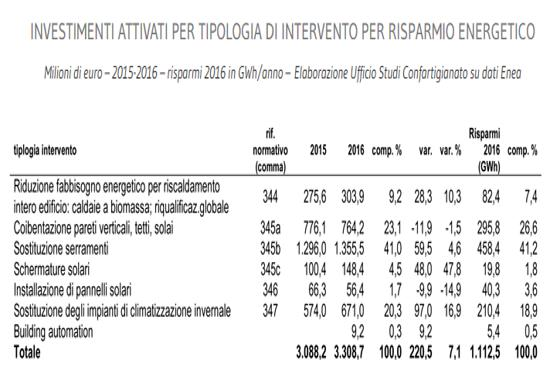 INVESTIMENTI ATTIVATI PER TIPOLOGIA DI INTERVENTO PER RISPARMIO ENERGETICO
Milioni di euro – 2015-2016 – risparmi 2016 in GWh/anno – Elaborazione Ufficio Studi Confartigianato su dati Enea
tipologia intervento rif. normativo (comma) 2015 2016 comp. % var. var. % Risparmi 2016 (GWh) comp. %
Riduzione fabbisogno energetico per riscaldamento
intero edificio: caldaie a biomassa; riqualificaz.globale 344 275,6 303,9 9,2 28,3 10,3 82,4 7,4
Coibentazione pareti verticali, tetti, solai 345a 776,1 764,2 23,1 -11,9 -1,5 295,8 26,6
Sostituzione serramenti 345b 1.296,0 1.355,5 41,0 59,5 4,6 458,4 41,2
Schermature solari 345c 100,4 148,4 4,5 48,0 47,8 19,8 1,8
Installazione di pannelli solari 346 66,3 56,4 1,7 -9,9 -14,9 40,3 3,6
Sostituzione degli impianti di climatizzazione invernale 347 574,0 671,0 20,3 97,0 16,9 210,4 18,9
Building automation 9,2 0,3 9,2 5,4 0,5
Totale 3.088,2 3.308,7 100,0 220,5 7,1 1.112,5 100,0